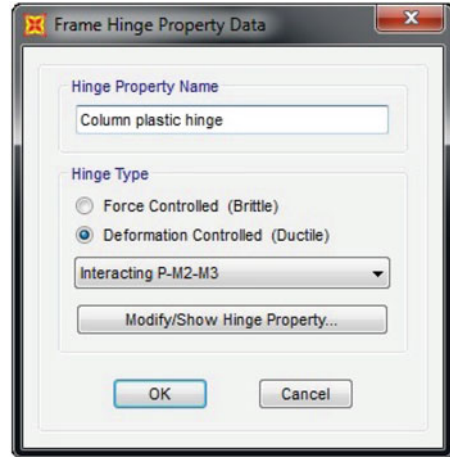 Frame Hinge Property Data
Hinge Property Name
Column plastic hinge
Hinge Type
Force Controlled (Brittle)
Deformation Controlled (Ductile)
Interacting P-M2-M3
Modify/Show Hinge Property...
OK Cancel